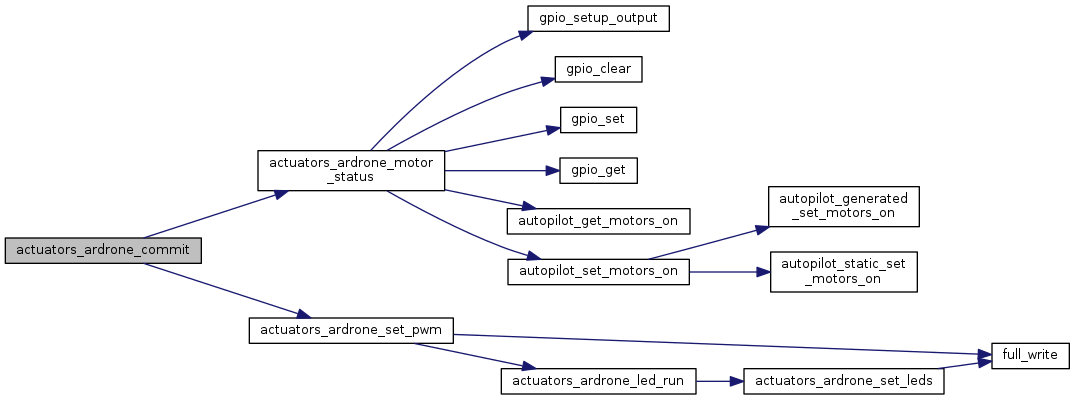 gpio_setup_output
gpio_clear
gpio_set
actuators_ardrone_motor
_status
gpio_get
autopilot_generated
_set_motors_on
autopilot_get_motors_on
actuators_ardrone_commit
autopilot_set_motors_on
autopilot_static_set
_motors_on
actuators_ardrone_set_pwm
full_write
actuators_ardrone_led_run
actuators_ardrone_set_leds